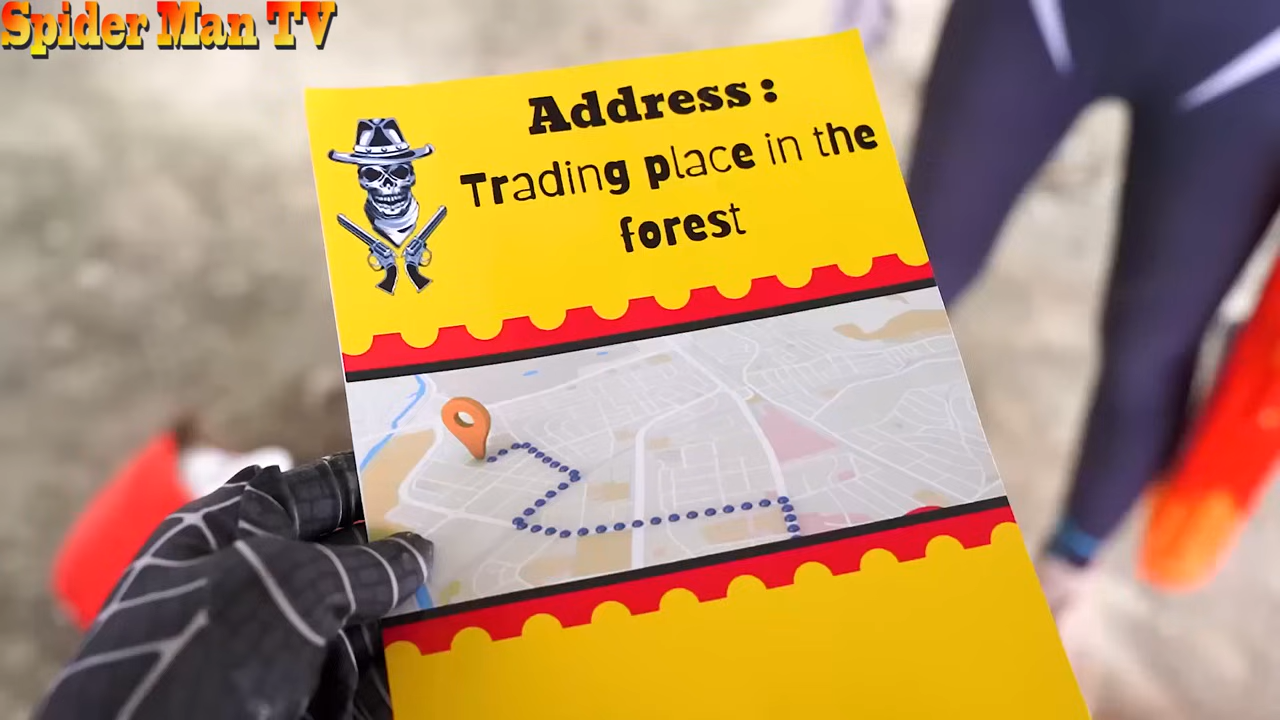 Spider Man TV
Address:
Trading place in the
forest